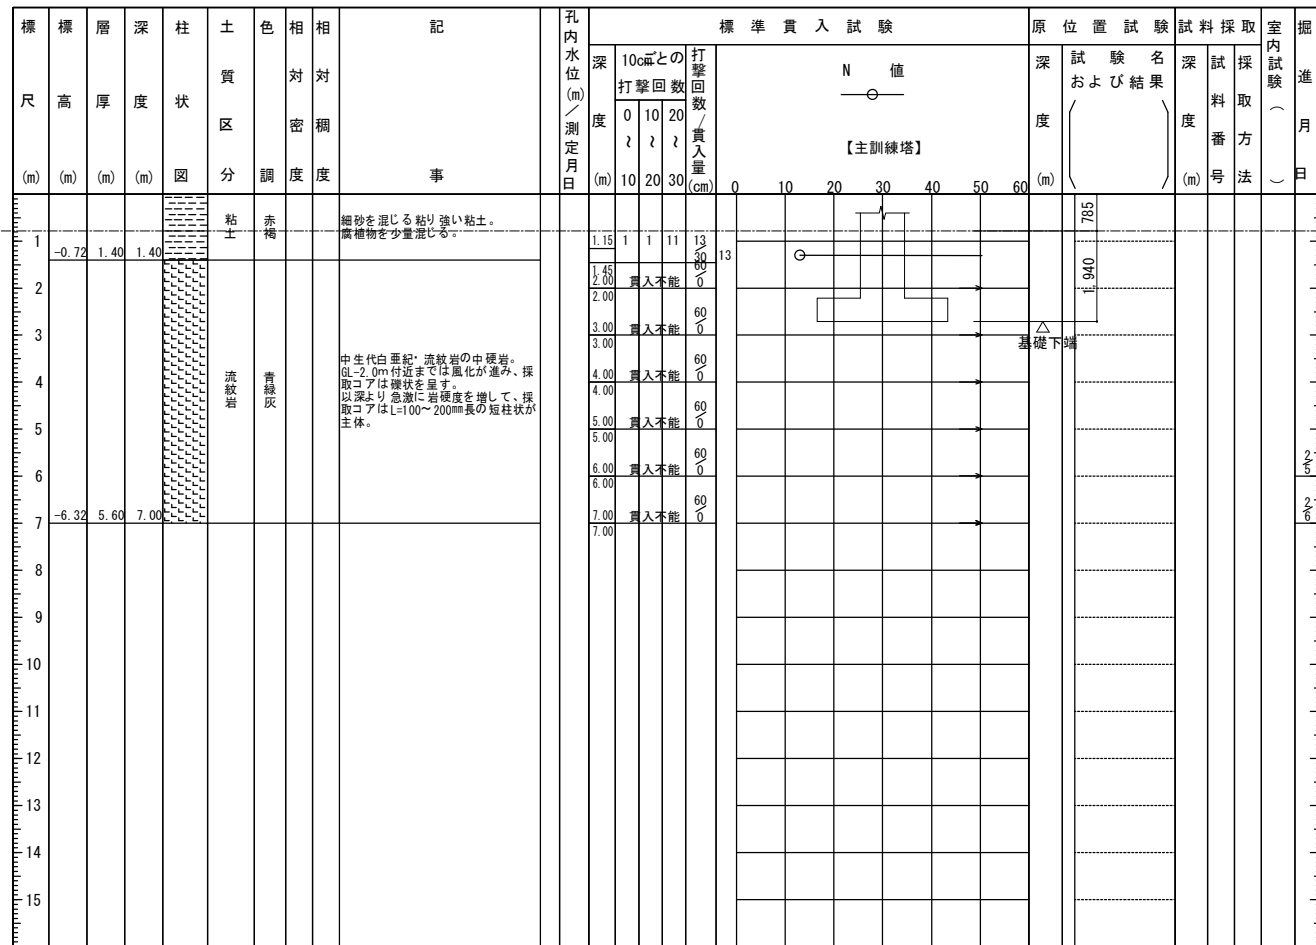 標尺(m)
標高(m)
層厚(m)
深度(m)
柱状図
土質区分
色調
相対密度
相対稠度
記事
孔内水位(m)/測定月日
標準貫入試験
深度(m)
10cmごとの
打撃回数
0~10
10~20
20~30
打撃回数/貫入量(cm)
N 値
【主訓練塔】
0 10 20 30 40 50 60
原位置試験
深度(m)
試験名
および結果
試料採取
深度(m)
試料番号
採取方法
室内試験( )
掘進月日
粘土
赤褐
細砂を混じる粘り強い粘土。
腐植物を少量混じる。
-0.72 1.40 1.40
1.15 1 1 11 13/30 13
1.45
2.00 貫入不能 60/0
2.00
3.00 貫入不能 60/0
3.00
4.00 貫入不能 60/0
4.00
5.00 貫入不能 60/0
5.00
6.00 貫入不能 60/0
6.00
7.00 貫入不能 60/0
7.00
785
1,940
基礎下端
流紋岩
青緑灰
中生代白亜紀・流紋岩の中硬岩。
GL-2.0m付近までは風化が進み、採
取コアは礫状を呈す。
以深より急激に岩硬度を増して、採
取コアはL=100~200mm長の短柱状が
主体。
-6.32 5.60 7.00
2/5
2/6
1
2
3
4
5
6
7
8
9
10
11
12
13
14
15